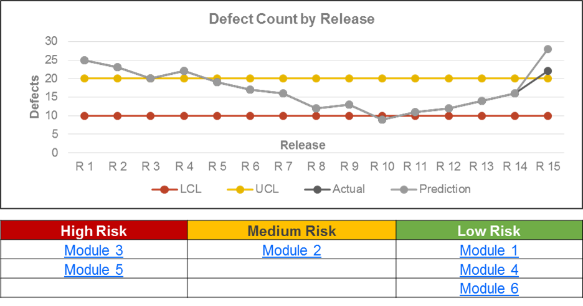 Defect Count by Release
30
25
20
15
10
5
0
Defects
Release
R 1 R 2 R 3 R 4 R 5 R 6 R 7 R 8 R 9 R 10 R 11 R 12 R 13 R 14 R 15
LCL UCL Actual Prediction
High Risk Medium Risk Low Risk
Module 3 Module 2 Module 1
Module 5 Module 4
Module 6